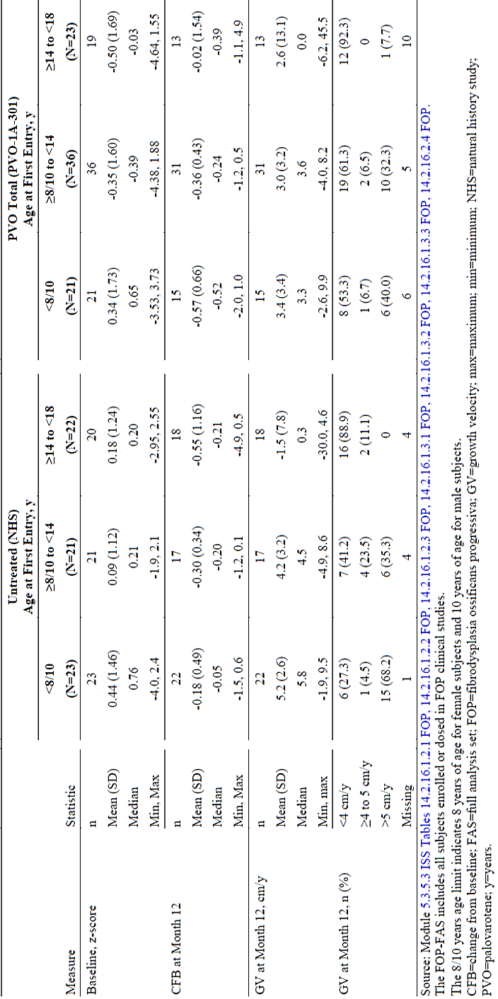 Untreated (NHS) PVO Total (PVO-1A-301)
Age at First Entry, y Age at First Entry, y
<8/10 ≥8/10 to <14 ≥14 to <18 <8/10 ≥8/10 to <14 ≥14 to <18
Measure Statistic (N=23) (N=21) (N=22) (N=21) (N=36) (N=23)
Baseline, z-score n 23 21 20 21 36 19
Mean (SD) 0.44 (1.46) 0.09 (1.12) 0.18 (1.24) 0.34 (1.73) -0.35 (1.60) -0.50 (1.69)
Median 0.76 0.21 0.20 0.65 -0.39 -0.03
Min, Max -4.0, 2.4 -1.9, 2.1 -2.95, 2.55 -3.53, 3.73 -4.38, 1.88 -4.64, 1.55
CFB at Month 12 n 22 17 18 15 31 13
Mean (SD) -0.18 (0.49) -0.30 (0.34) -0.55 (1.16) -0.57 (0.66) -0.36 (0.43) -0.02 (1.54)
Median -0.05 -0.20 -0.21 -0.52 -0.24 -0.39
Min, Max -1.5, 0.6 -1.2, 0.1 -4.9, 0.5 -2.0, 1.0 -1.2, 0.5 -1.1, 4.9
GV at Month 12, cm/y n 22 17 18 15 31 13
Mean (SD) 5.2 (2.6) 4.2 (3.2) -1.5 (7.8) 3.4 (3.4) 3.0 (3.2) 2.6 (13.1)
Median 5.8 4.5 0.3 3.3 3.6 0.0
Min, max -1.9, 9.5 -4.9, 8.6 -30.0, 4.6 -2.6, 9.9 -4.0, 8.2 -6.2, 45.5
GV at Month 12, n (%) <4 cm/y 6 (27.3) 7 (41.2) 16 (88.9) 8 (53.3) 19 (61.3) 12 (92.3)
≥4 to 5 cm/y 1 (4.5) 4 (23.5) 2 (11.1) 1 (6.7) 2 (6.5) 0
>5 cm/y 15 (68.2) 6 (35.3) 0 6 (40.0) 10 (32.3) 1 (7.7)
Missing 1 4 4 6 5 10
Source: Module 5.3.5.3 ISS Tables 14.2.16.1.2.1 FOP, 14.2.16.1.2.2 FOP, 14.2.16.1.2.3 FOP, 14.2.16.1.3.1 FOP, 14.2.16.1.3.2 FOP, 14.2.16.1.3.3 FOP, 14.2.16.2.4 FOP.
The FOP-FAS includes all subjects enrolled or dosed in FOP clinical studies.
The 8/10 years age limit indicates 8 years of age for female subjects and 10 years of age for male subjects.
CFB=change from baseline; FAS=full analysis set; FOP=fibrodysplasia ossificans progressiva; GV=growth velocity; max=maximum; min=minimum; NHS=natural history study;
PVO=palovarotene; y=years.